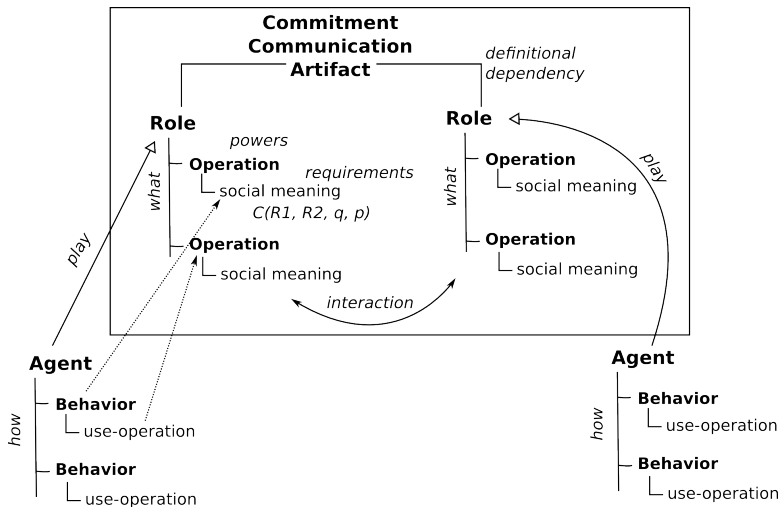 Commitment
Communication
Artifact
definitional
dependency
Role
powers
Operation
requirements
social meaning
C(R1, R2, q, p)
what
Operation
social meaning
Role
Operation
social meaning
what
Operation
social meaning
play
play
interaction
Agent
Behavior
use-operation
how
Behavior
use-operation
Agent
Behavior
use-operation
how
Behavior
use-operation